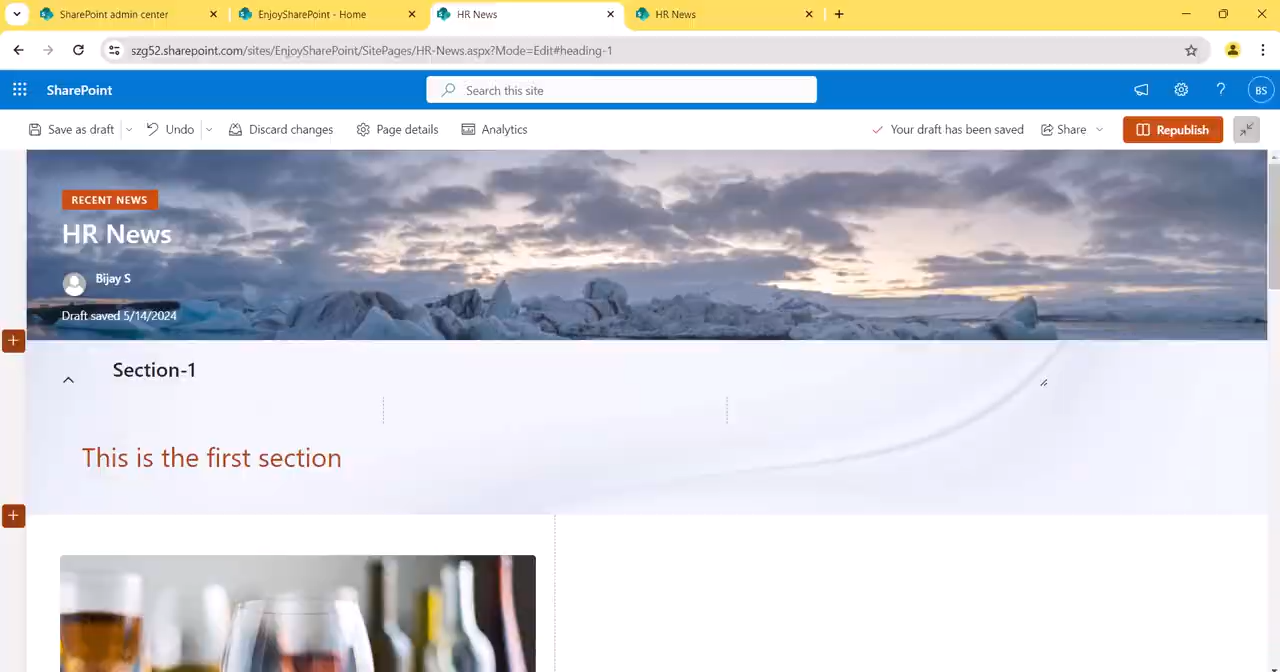 SharePoint admin center
EnjoySharePoint - Home
HR News
HR News
szg52.sharepoint.com/sites/EnjoySharePoint/SitePages/HR-News.aspx?Mode=Edit#heading-1
SharePoint
Search this site
BS
Save as draft
Undo
Discard changes
Page details
Analytics
Your draft has been saved
Share
Republish
RECENT NEWS
HR News
Bijay S
Draft saved 5/14/2024
Section-1
This is the first section